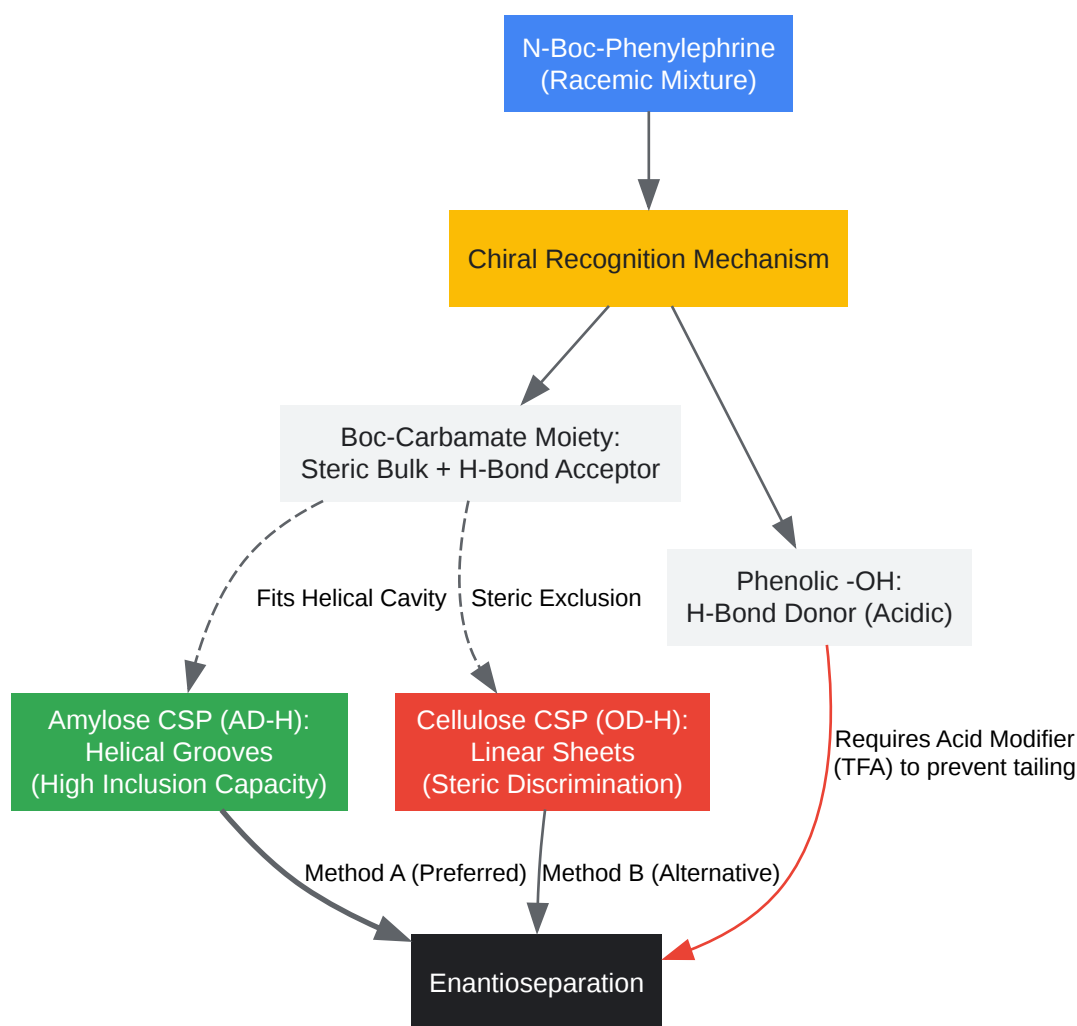 N-Boc-Phenylephrine
(Racemic Mixture)
Chiral Recognition Mechanism
Boc-Carbamate Moiety:
Steric Bulk + H-Bond Acceptor
Phenolic -OH:
H-Bond Donor (Acidic)
Fits Helical Cavity
Steric Exclusion
Amylose CSP (AD-H):
Helical Grooves
(High Inclusion Capacity)
Cellulose CSP (OD-H):
Linear Sheets
(Steric Discrimination)
Requires Acid Modifier
(TFA) to prevent tailing
Method A (Preferred)
Method B (Alternative)
Enantioseparation